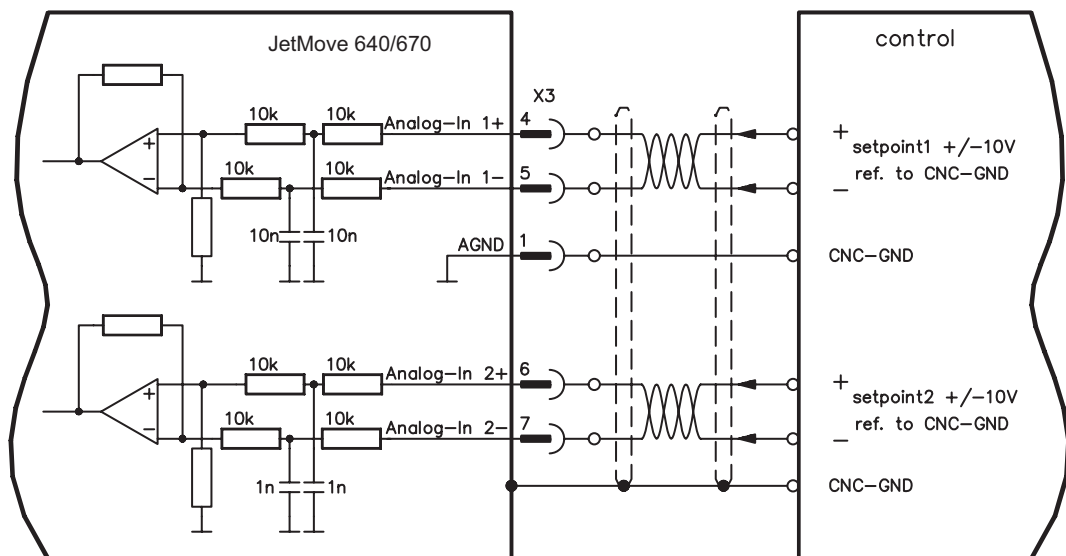 JetMove 640/670
control
X3
10k
10k
Analog-In 1+
4
+
-
10k
10k
Analog-In 1-
5
+
setpoint1 +/-10V
ref. to CNC-GND
-
10n
10n
AGND
1
CNC-GND
10k
10k
Analog-In 2+
6
+
-
10k
10k
Analog-In 2-
7
+
setpoint2 +/-10V
ref. to CNC-GND
-
1n
1n
CNC-GND